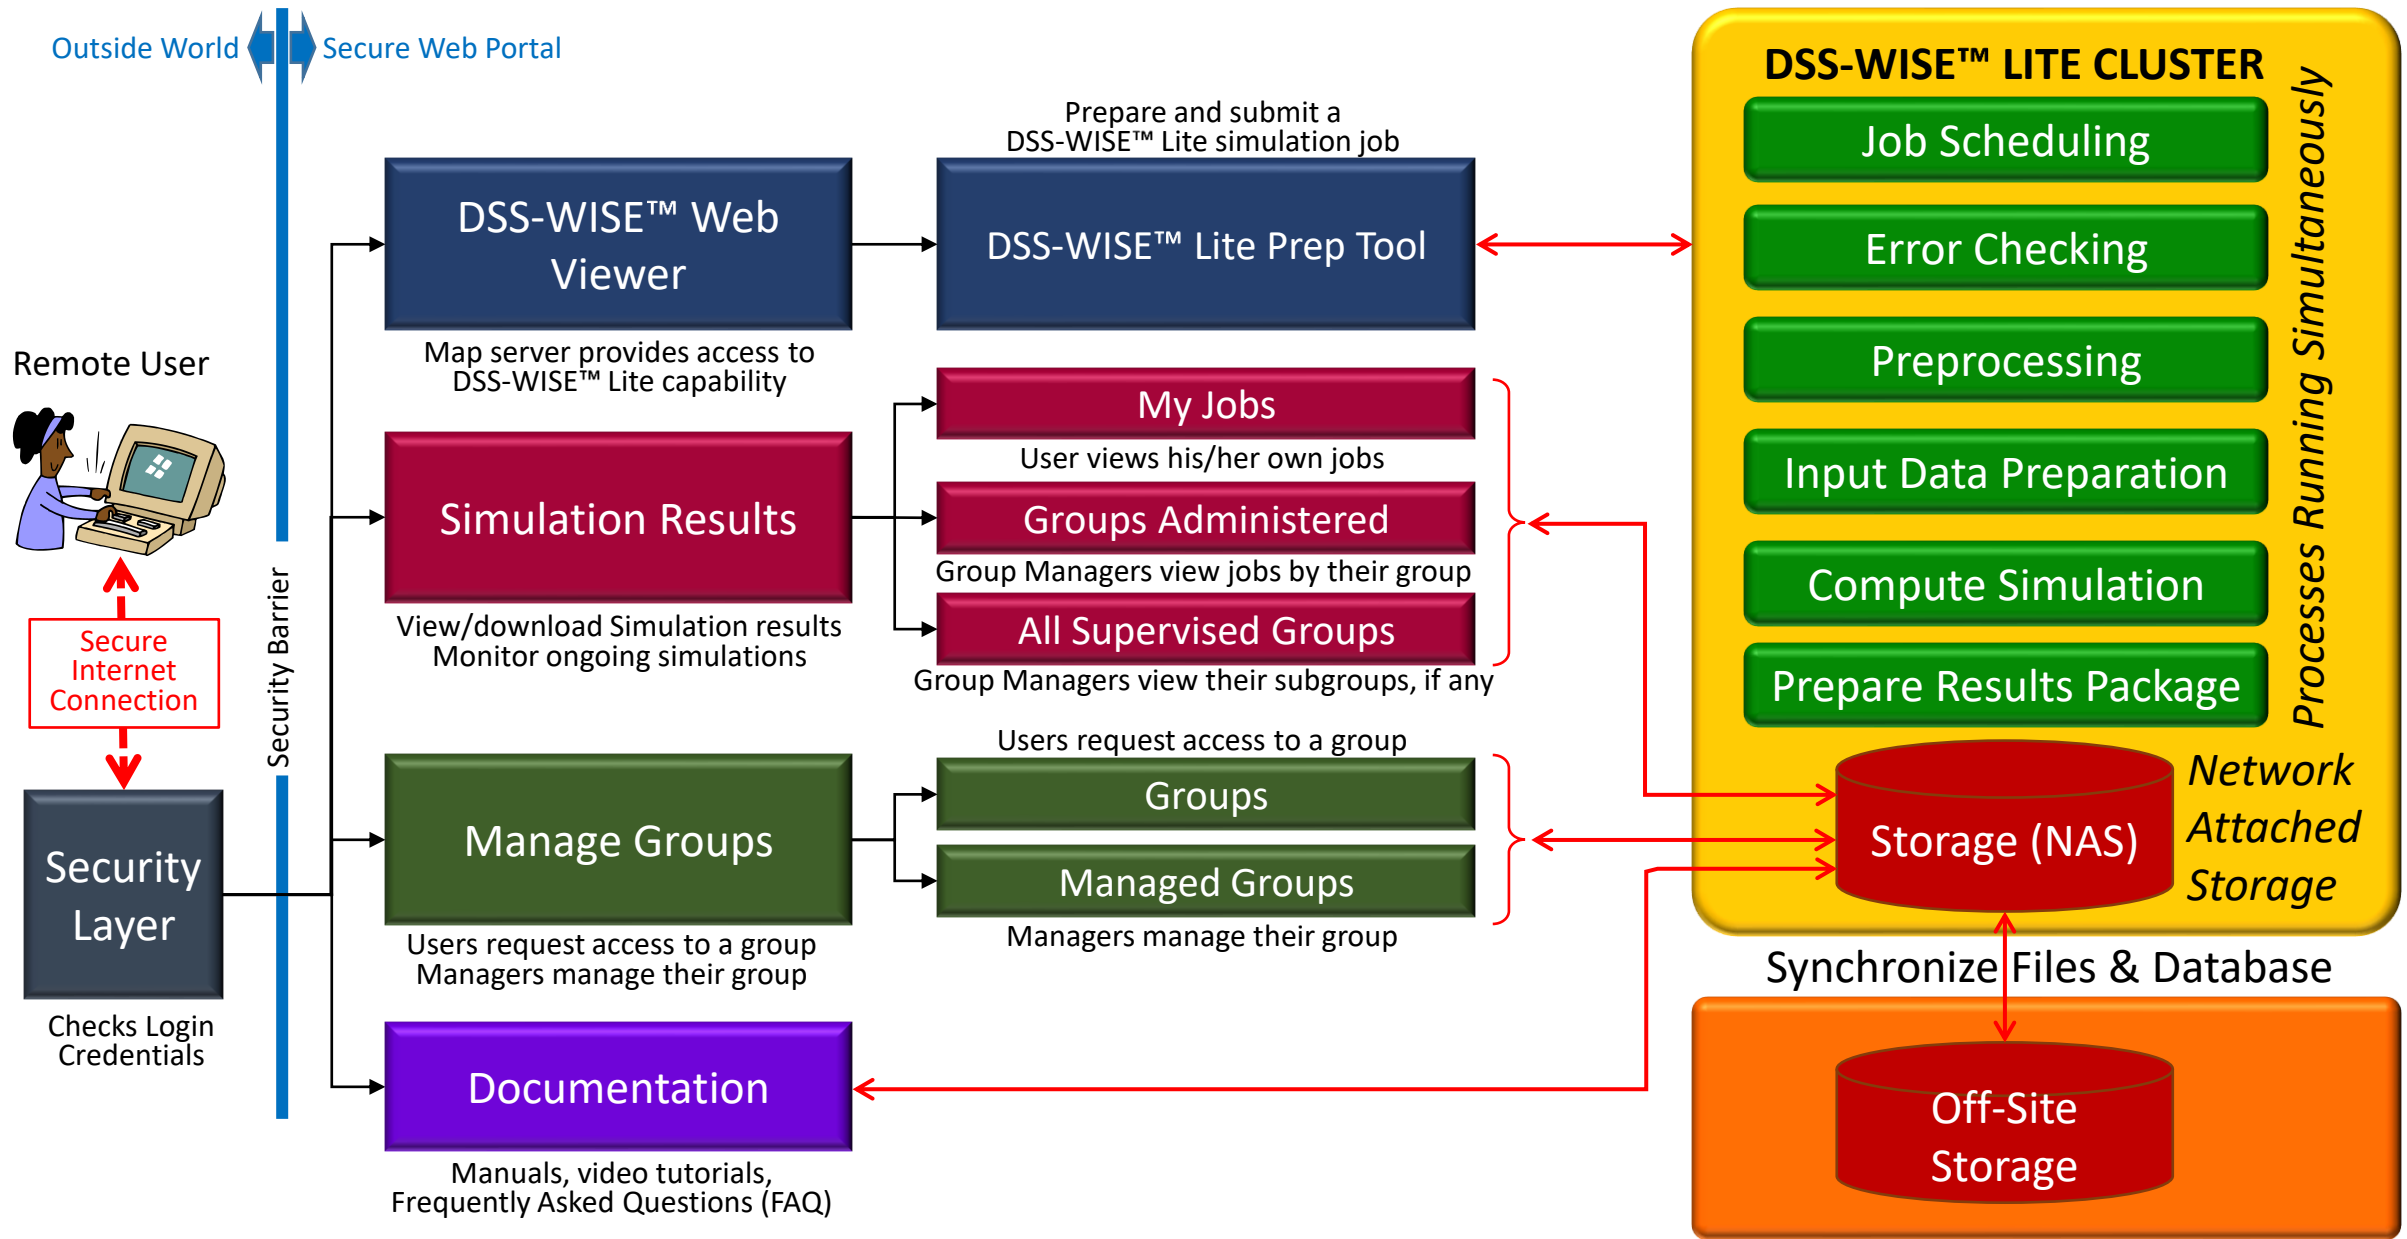 Outside World
Secure Web Portal
Remote User
Secure
Internet
Connection
Security
Layer
Checks Login
Credentials
Security Barrier
DSS-WISE™ Web
Viewer
Map server provides access to
DSS-WISE™ Lite capability
Prepare and submit a
DSS-WISE™ Lite simulation job
DSS-WISE™ Lite Prep Tool
Simulation Results
View/download Simulation results
Monitor ongoing simulations
My Jobs
User views his/her own jobs
Groups Administered
Group Managers view jobs by their group
All Supervised Groups
Group Managers view their subgroups, if any
Manage Groups
Users request access to a group
Managers manage their group
Users request access to a group
Groups
Managed Groups
Managers manage their group
Documentation
Manuals, video tutorials,
Frequently Asked Questions (FAQ)
DSS-WISE™ LITE CLUSTER
Job Scheduling
Error Checking
Preprocessing
Input Data Preparation
Compute Simulation
Prepare Results Package
Processes Running Simultaneously
Storage (NAS)
Network
Attached
Storage
Synchronize Files & Database
Off-Site
Storage